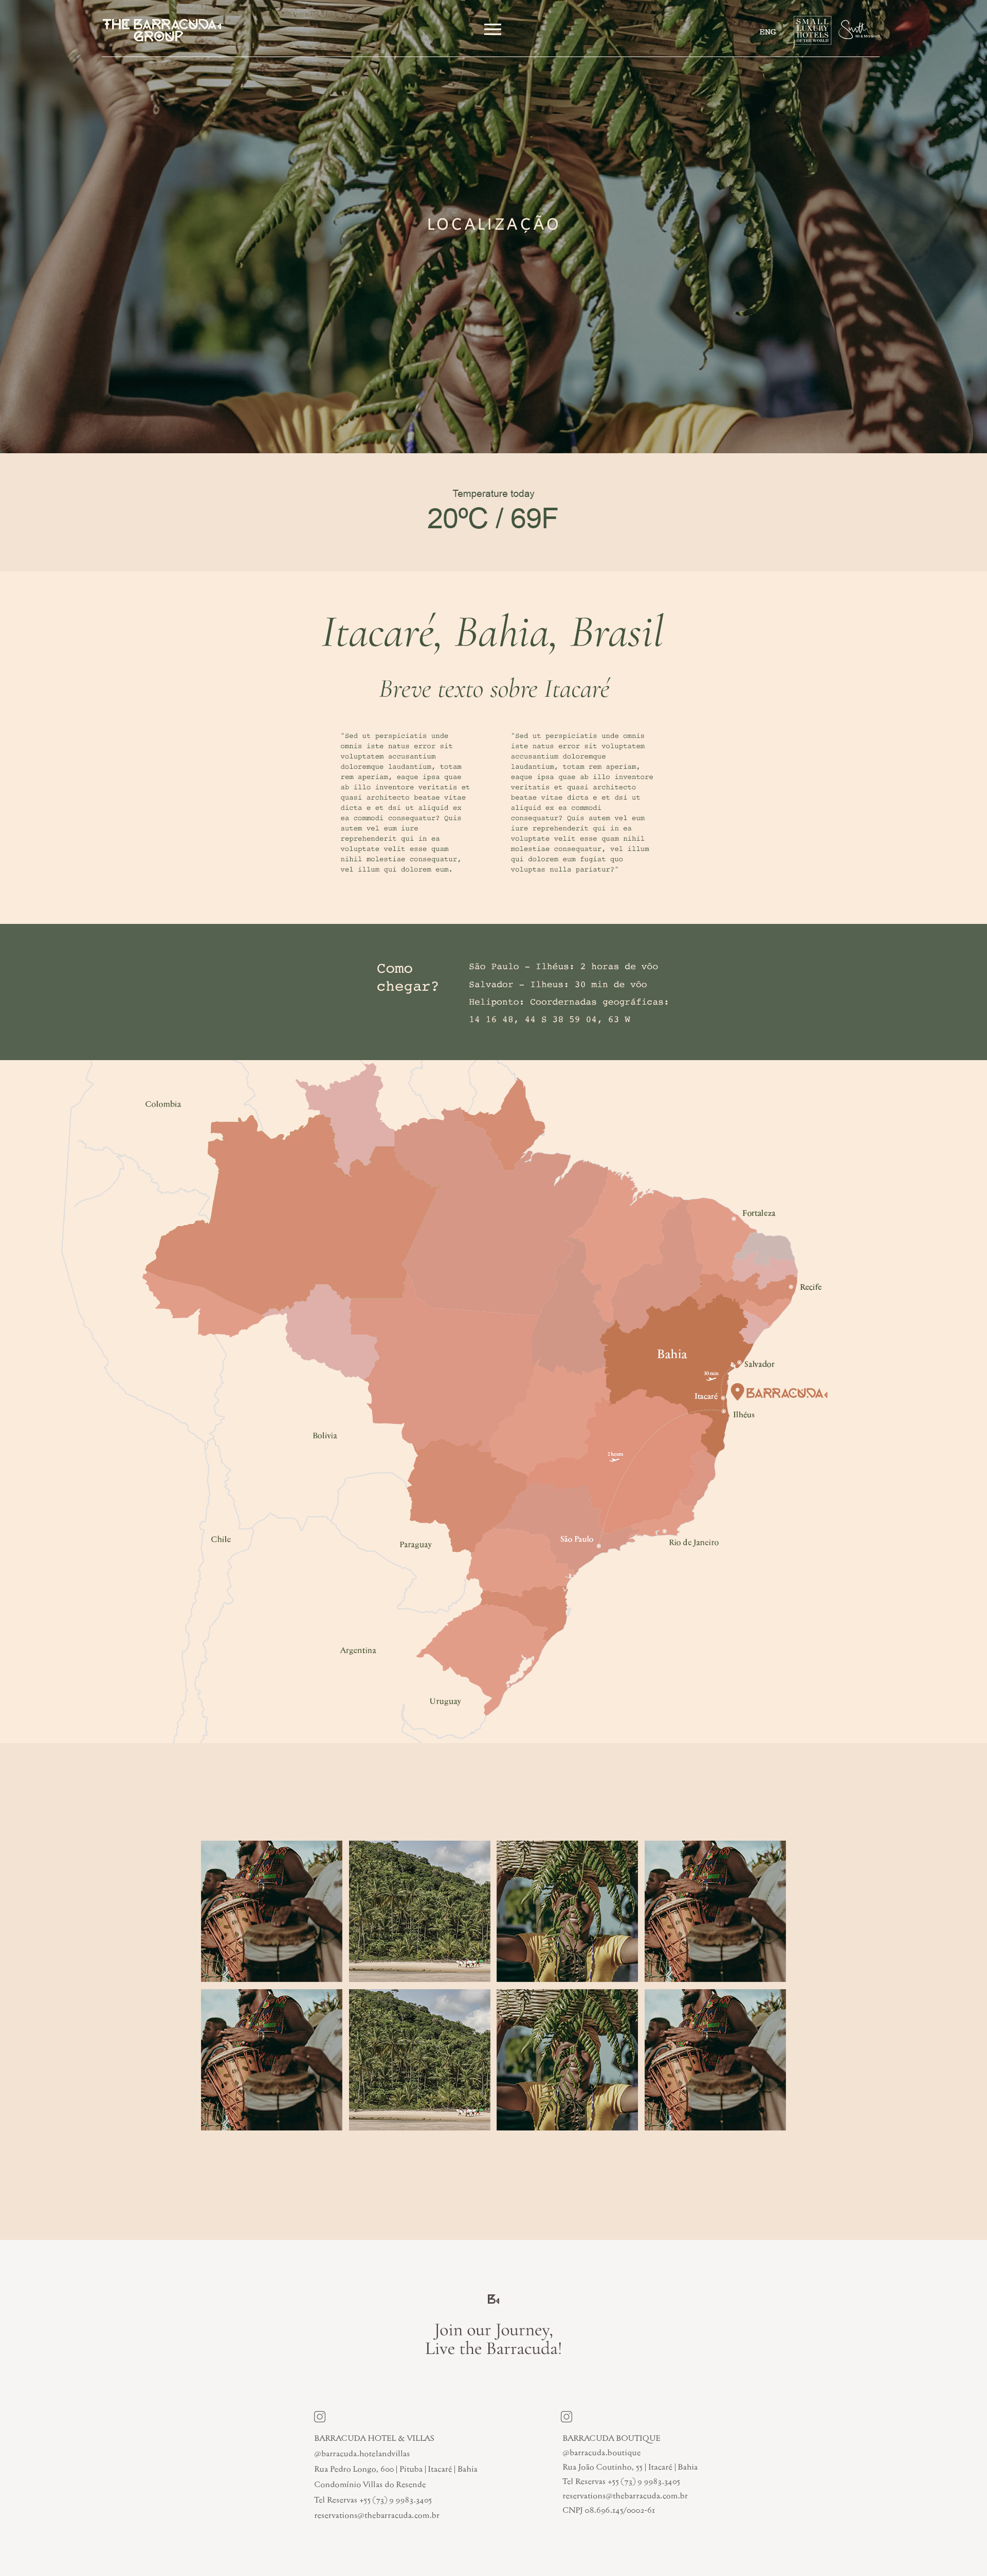 THE BARRACUDA
GROUP
ENG
SMALL
LUXURY
HOTELS
OF THE WORLD
Smith
LOCALIZAÇÃO
Temperature today
20ºC / 69F
Itacaré, Bahia, Brasil
Breve texto sobre Itacaré
"Sed ut perspiciatis unde
omnis iste natus error sit
voluptatem accusantium
doloremque laudantium, totam
rem aperiam, eaque ipsa quae
ab illo inventore veritatis et
quasi architecto beatae vitae
dicta e et dsi ut aliquid ex
ea commodi consequatur? Quis
autem vel eum iure
reprehenderit qui in ea
voluptate velit esse quam
nihil molestiae consequatur,
vel illum qui dolorem eum.
"Sed ut perspiciatis unde omnis
iste natus error sit voluptatem
accusantium doloremque
laudantium, totam rem aperiam,
eaque ipsa quae ab illo inventore
veritatis et quasi architecto
beatae vitae dicta e et dsi ut
aliquid ex ea commodi
consequatur? Quis autem vel eum
iure reprehenderit qui in ea
voluptate velit esse quam nihil
molestiae consequatur, vel illum
qui dolorem eum fugiat quo
voluptas nulla pariatur?"
Como
chegar?
São Paulo – Ilhéus: 2 horas de vôo
Salvador – Ilheus: 30 min de vôo
Heliponto: Coordernadas geográficas:
14 16 48, 44 S 38 59 04, 63 W
Colombia
Fortaleza
Recife
Bahia
Salvador
30 min
BARRACUDA
Itacaré
Ilhéus
Bolivia
2 hours
Chile
São Paulo
Rio de Janeiro
Paraguay
Argentina
Uruguay
B
Join our Journey,
Live the Barracuda!
BARRACUDA HOTEL & VILLAS
@barracuda.hotelandvillas
Rua Pedro Longo, 600 | Pituba | Itacaré | Bahia
Condomínio Villas do Resende
Tel Reservas +55 (73) 9 9983.3405
reservations@thebarracuda.com.br
BARRACUDA BOUTIQUE
@barracuda.boutique
Rua João Coutinho, 55 | Itacaré | Bahia
Tel Reservas +55 (73) 9 9983.3405
reservations@thebarracuda.com.br
CNPJ 08.696.145/0002-61